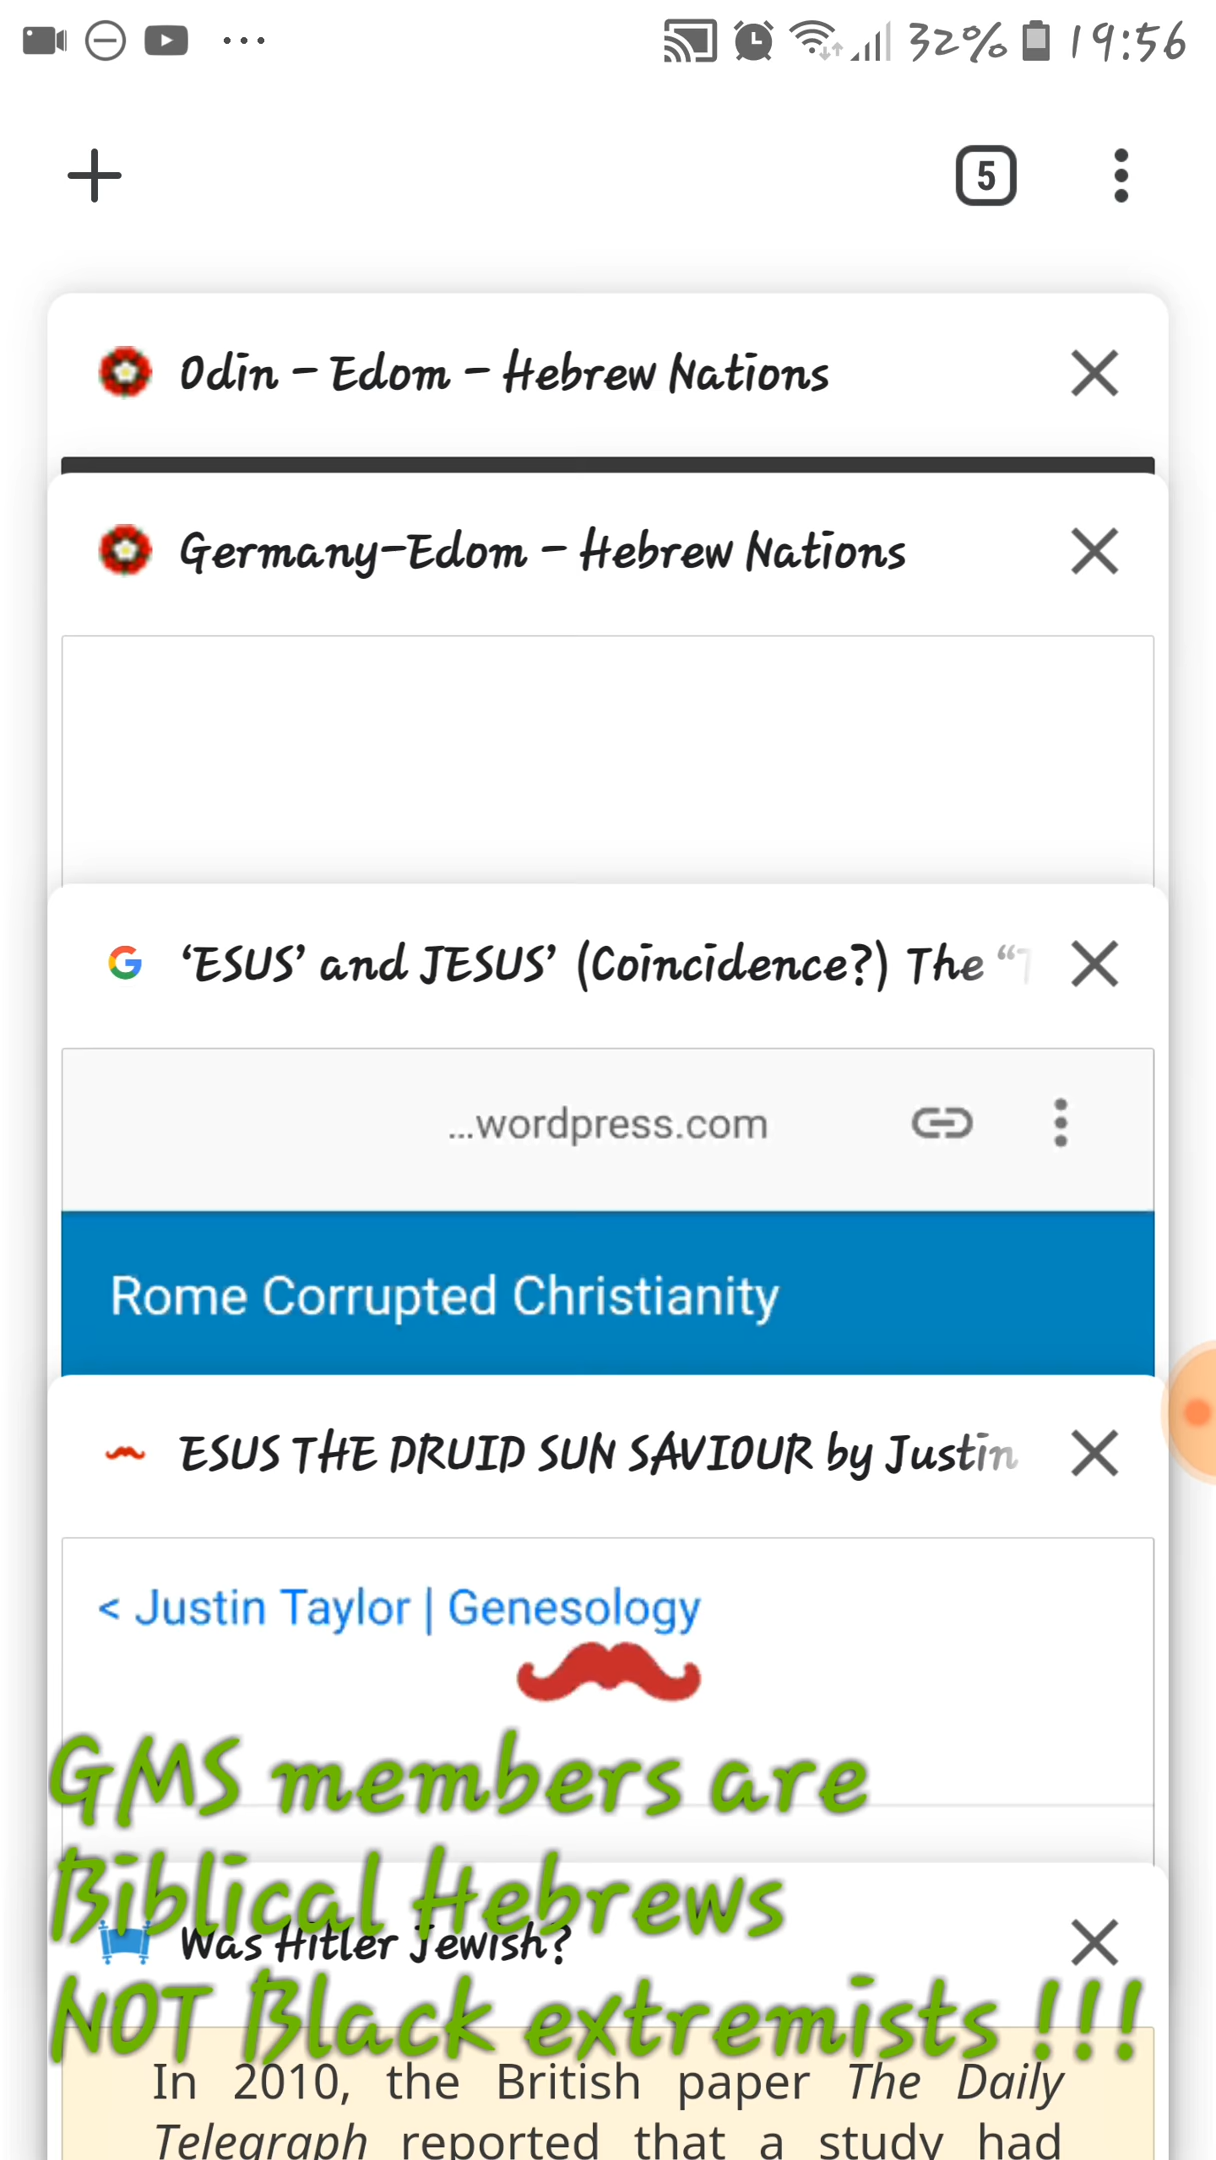 32% 19:56
5
Odin – Edom – Hebrew Nations
Germany-Edom – Hebrew Nations
‘ESUS’ and JESUS’ (Coincidence?) The “T
...wordpress.com
Rome Corrupted Christianity
ESUS THE DRUID SUN SAVIOUR by Justin
< Justin Taylor | Genesology
GMS members are
Biblical Hebrews
Was Hitler Jewish?
NOT Black extremists !!!
In 2010, the British paper The Daily
Telegraph reported that a study had